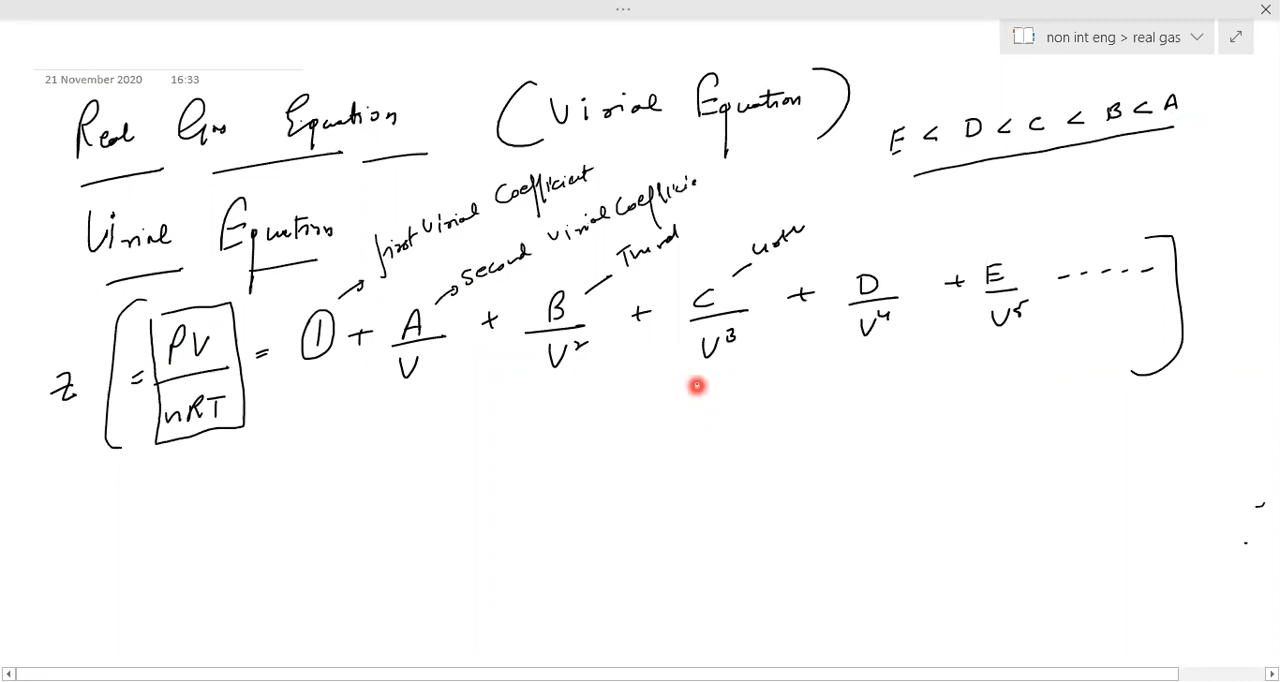 non int eng > real gas
21 November 2020 16:33
Real Gas Equation (Virial Equation)
E < D < C < B < A
Virial Equation
first Virial Coefficient
Second Virial Coefficie
Third
Z [ = PV / nRT = 1 + A/V + B/V² + C/V³ + D/V⁴ + E/V⁵ ------ ]